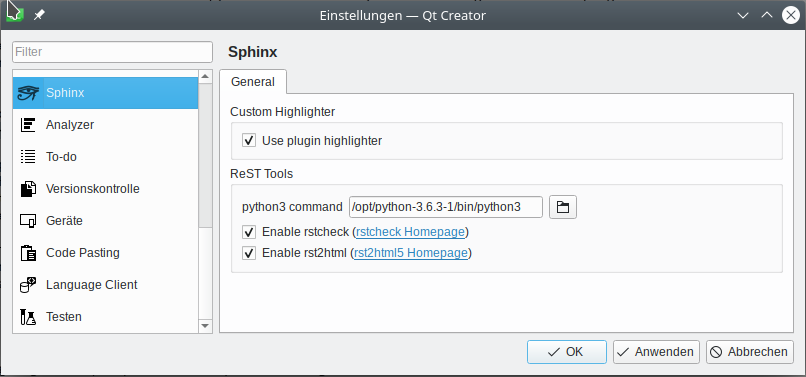 Einstellungen — Qt Creator
Filter
Sphinx
Analyzer
To-do
Versionskontrolle
Geräte
Code Pasting
Language Client
Testen
Sphinx
General
Custom Highlighter
Use plugin highlighter
ReST Tools
python3 command /opt/python-3.6.3-1/bin/python3
Enable rstcheck (rstcheck Homepage)
Enable rst2html (rst2html5 Homepage)
OK Anwenden Abbrechen